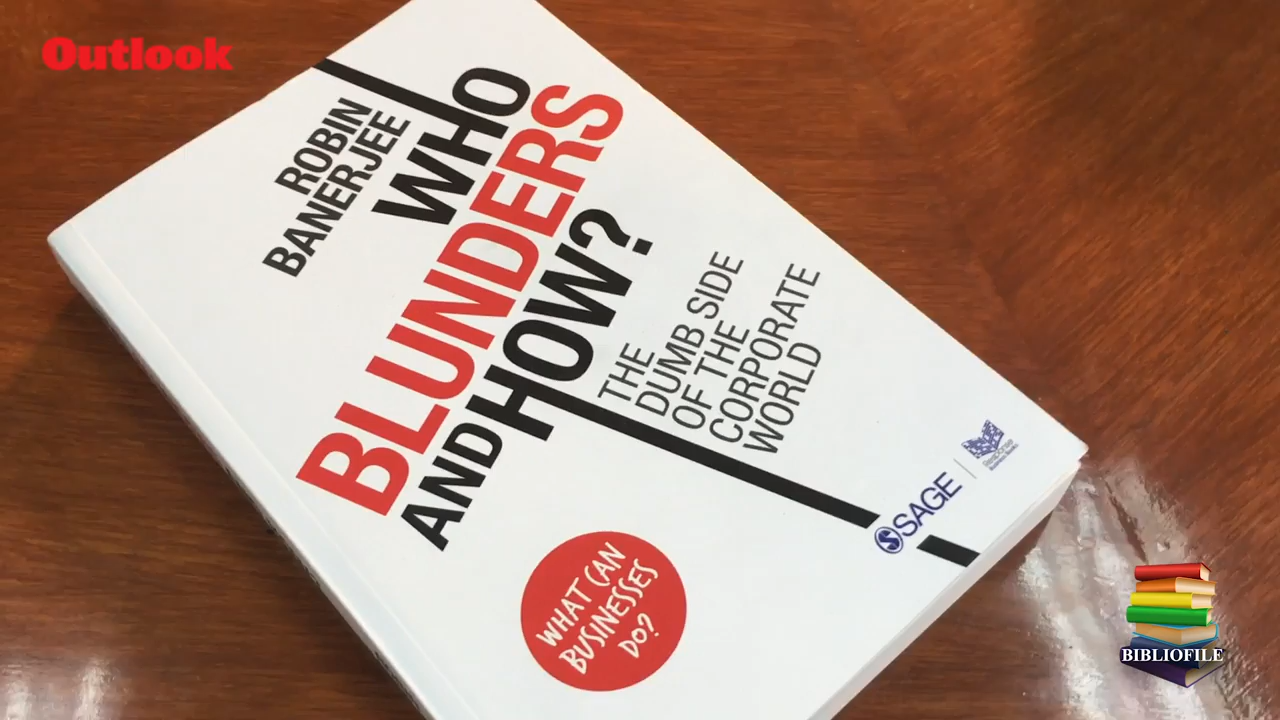 Outlook
ROBIN
BANERJEE
WHO
BLUNDERS
AND HOW?
THE
DUMB SIDE
OF THE
CORPORATE
WORLD
WHAT CAN
BUSINESSES
DO?
SAGE
BIBLIOFILE